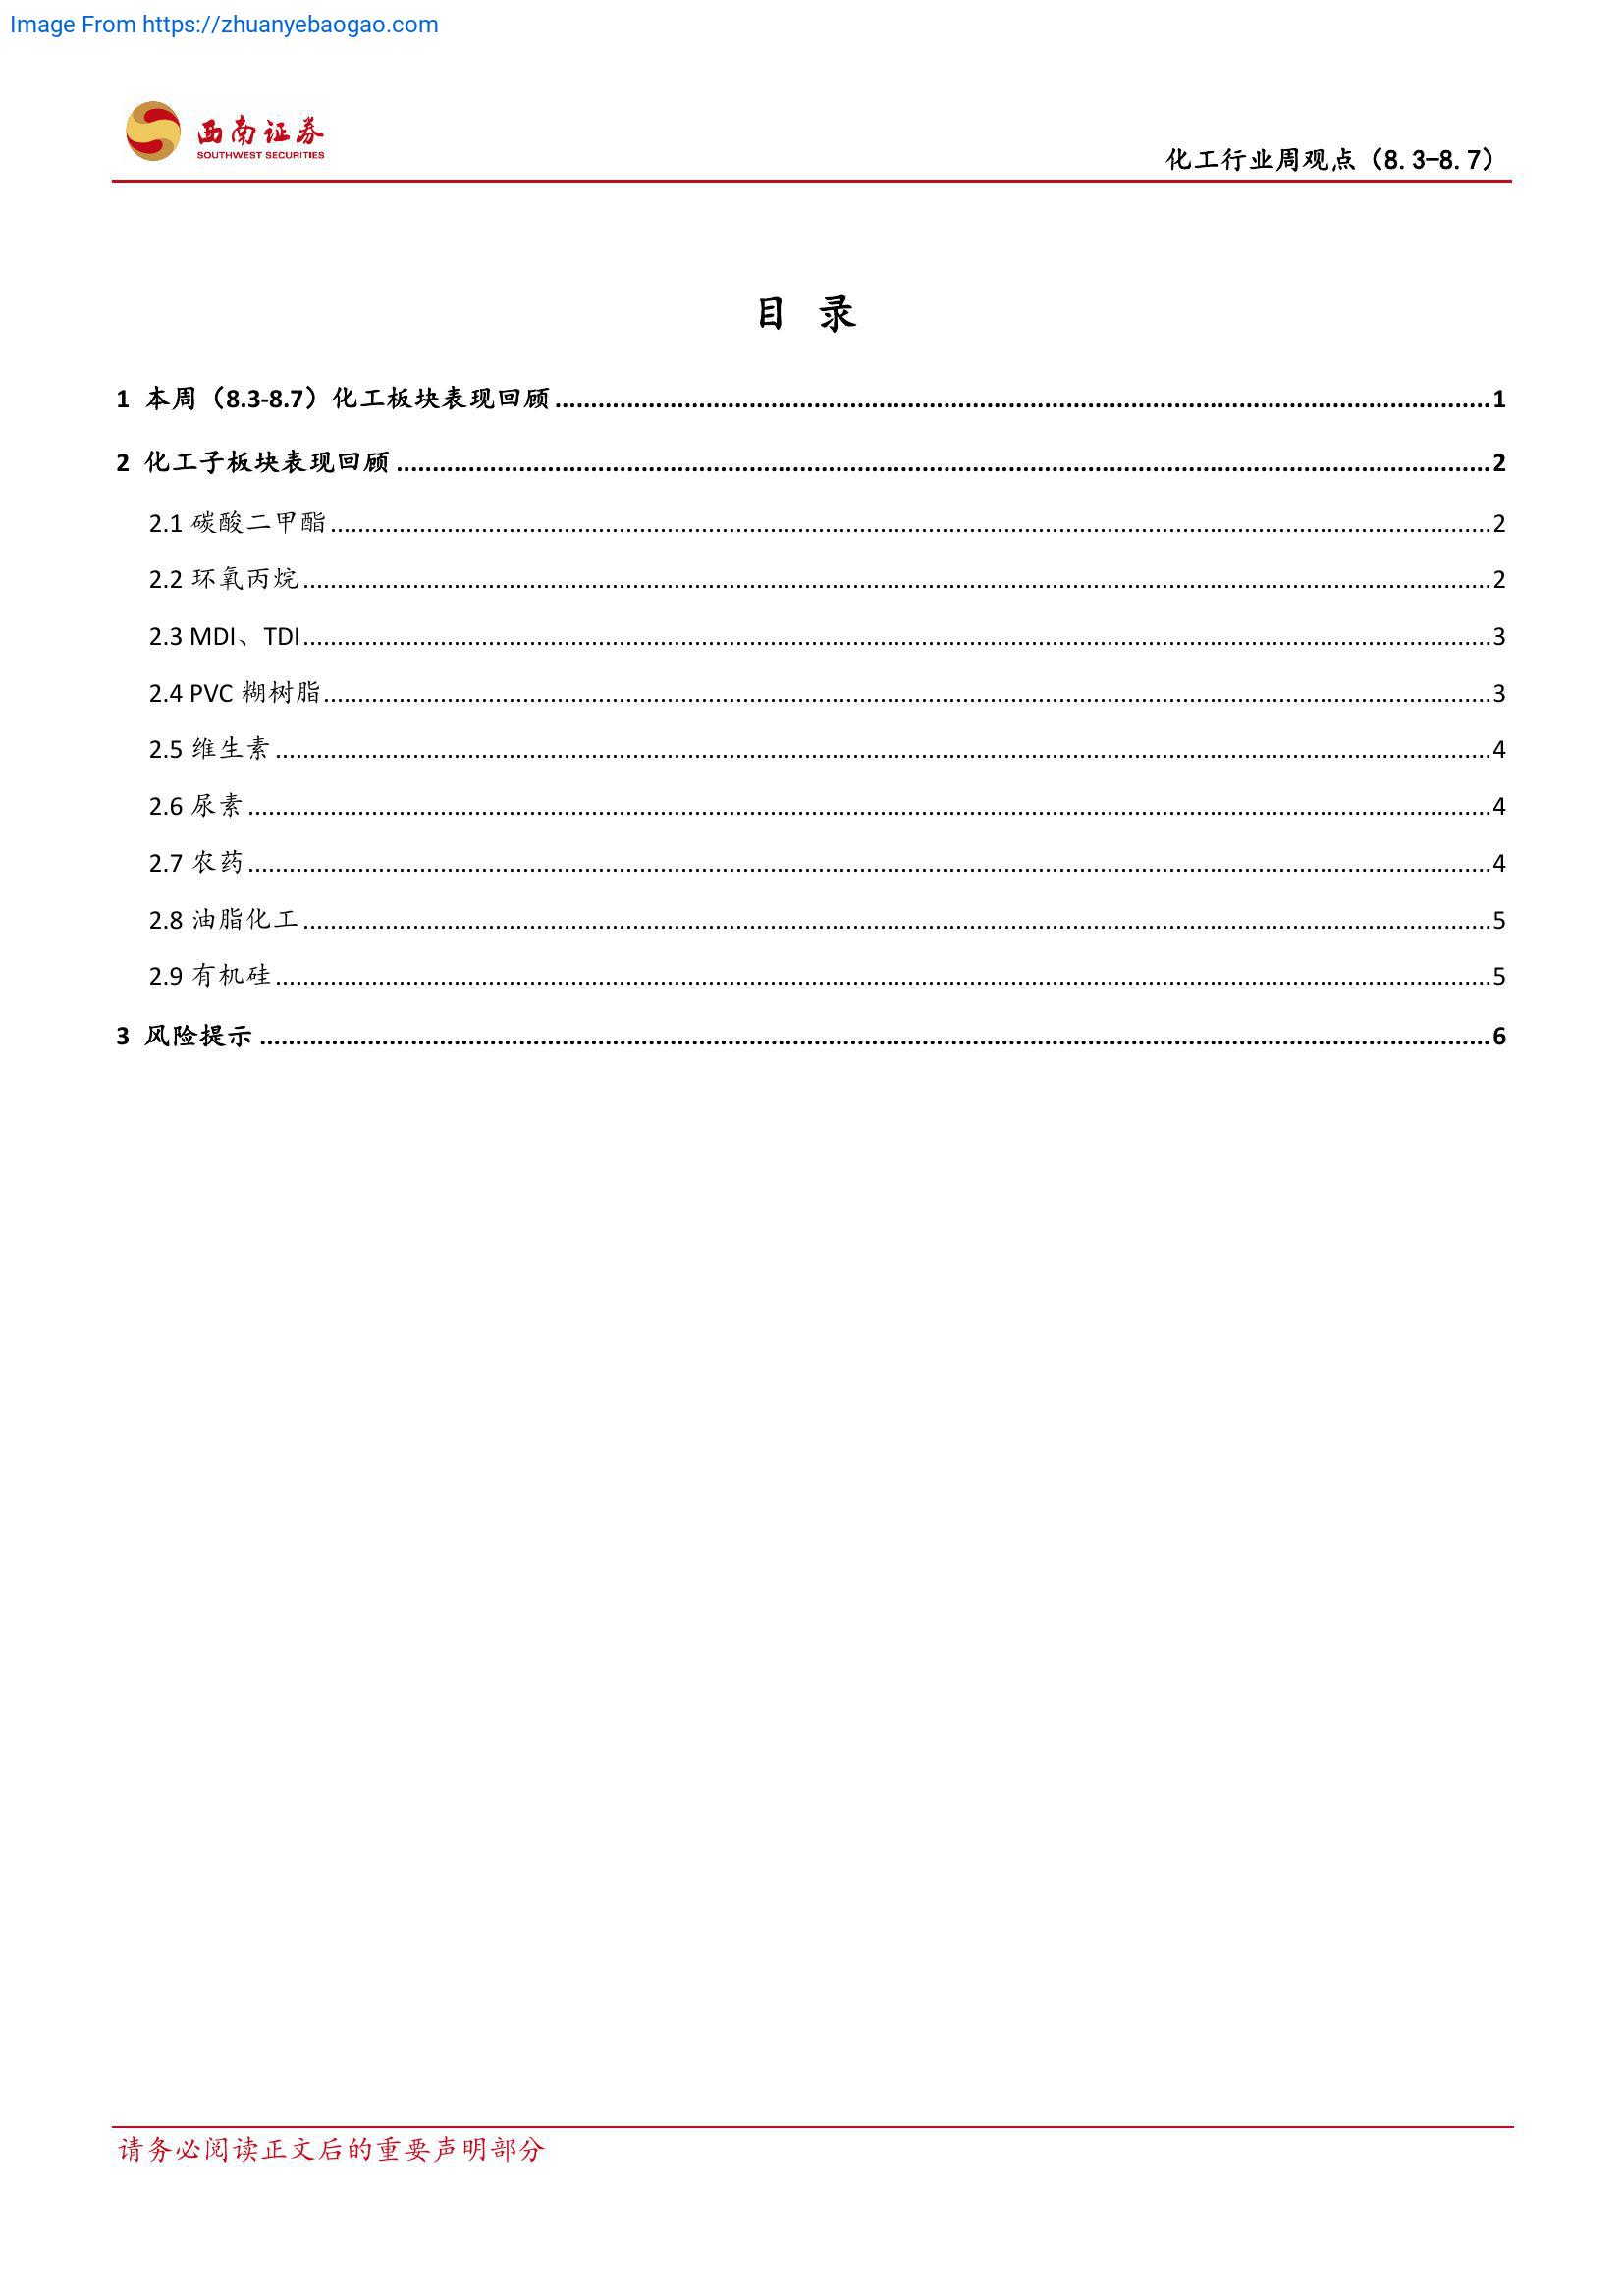 Image From https://zhuanyebaogao.com
西南证券
SOUTHWEST SECURITIES
化工行业周观点（8.3-8.7）
目 录
1 本周（8.3-8.7）化工板块表现回顾........................................1
2 化工子板块表现回顾........................................2
2.1 碳酸二甲酯........................................2
2.2 环氧丙烷........................................2
2.3 MDI、TDI........................................3
2.4 PVC 糊树脂........................................3
2.5 维生素........................................4
2.6 尿素........................................4
2.7 农药........................................4
2.8 油脂化工........................................5
2.9 有机硅........................................5
3 风险提示........................................6
请务必阅读正文后的重要声明部分